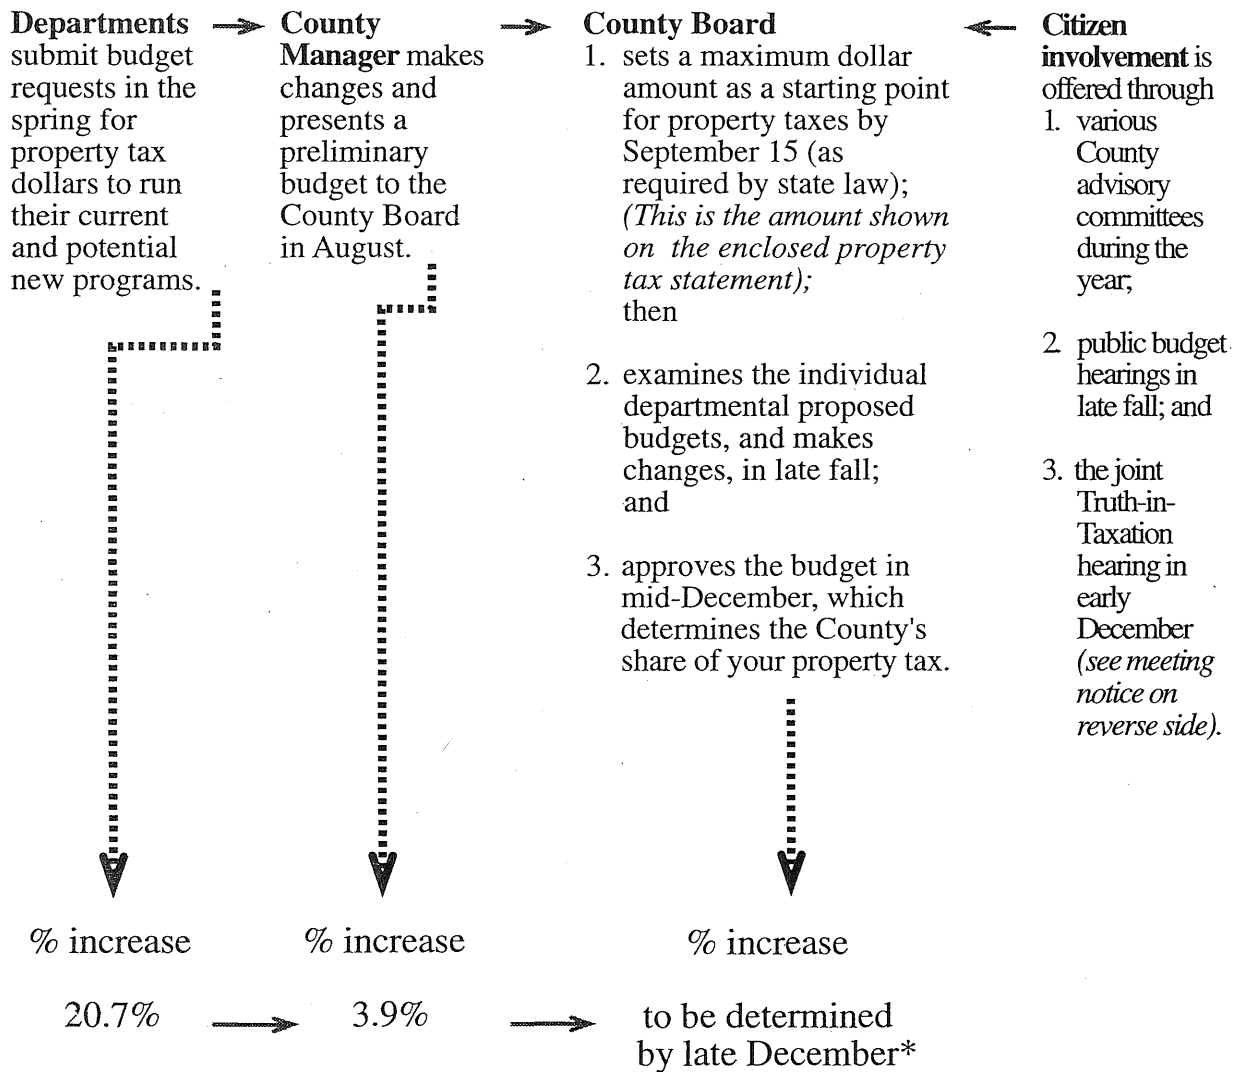 Departments
submit budget
requests in the
spring for
property tax
dollars to run
their current
and potential
new programs.
County
Manager makes
changes and
presents a
preliminary
budget to the
County Board
in August.
County Board
1. sets a maximum dollar
amount as a starting point
for property taxes by
September 15 (as
required by state law);
(This is the amount shown
on the enclosed property
tax statement);
then
2. examines the individual
departmental proposed
budgets, and makes
changes, in late fall;
and
3. approves the budget in
mid-December, which
determines the County's
share of your property tax.
Citizen
involvement is
offered through
1. various
County
advisory
committees
during the
year;
2. public budget
hearings in
late fall; and
3. the joint
Truth-in-
Taxation
hearing in
early
December
(see meeting
notice on
reverse side).
% increase
20.7%
% increase
3.9%
% increase
to be determined
by late December*